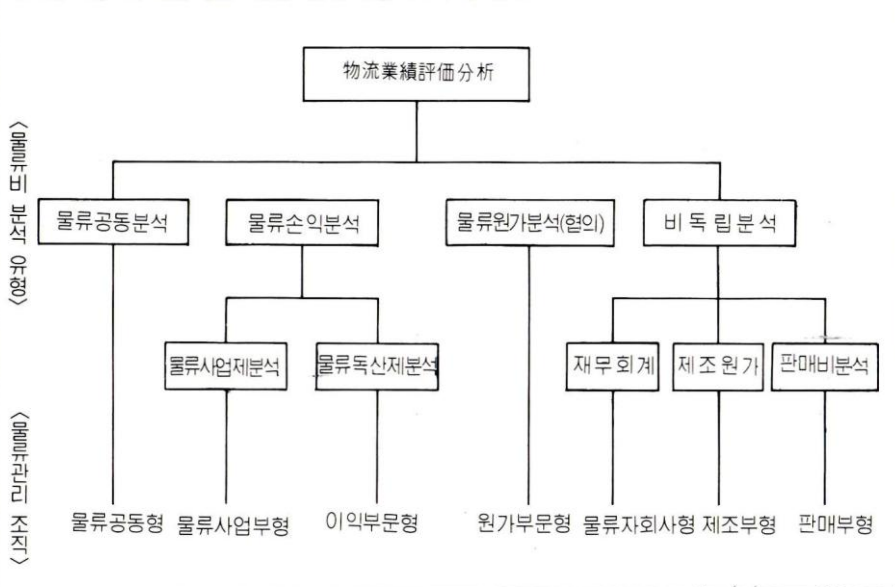 物流業績評価分析
〈물류비 분석 유형〉
물류공동분석
물류손익분석
물류원가분석(협의)
비독립분석
물류사업제분석
물류독산제분석
재무회계
제조원가
판매비분석
〈물류관리 조직〉
물류공동형
물류사업부형
이익부문형
원가부문형
물류자회사형
제조부형
판매부형